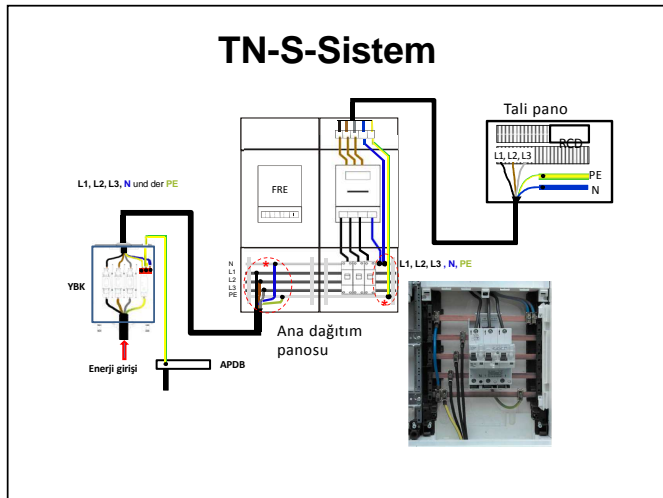 TN-S-Sistem
Tali pano
RCD
L1, L2, L3
PE
N
FRE
L1, L2, L3, N und der PE
N
L1
L2
L3
PE
L1, L2, L3 , N, PE
YBK
Ana dağıtım
panosu
Enerji girişi
APDB